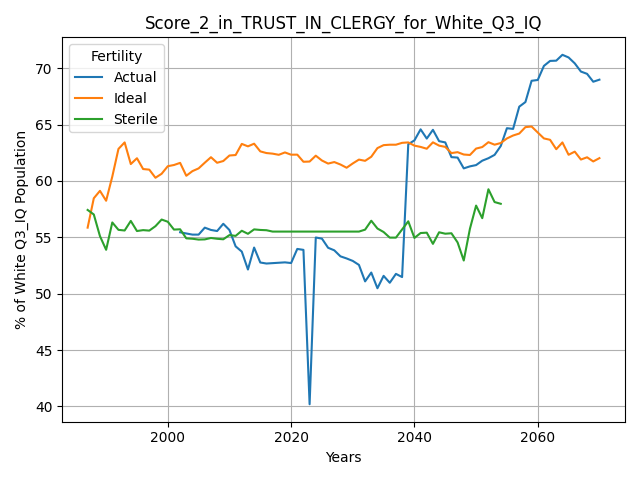 Score_2_in_TRUST_IN_CLERGY_for_White_Q3_IQ
Fertility
Actual
Ideal
Sterile
% of White Q3_IQ Population
70
65
60
55
50
45
40
2000
2020
2040
2060
Years